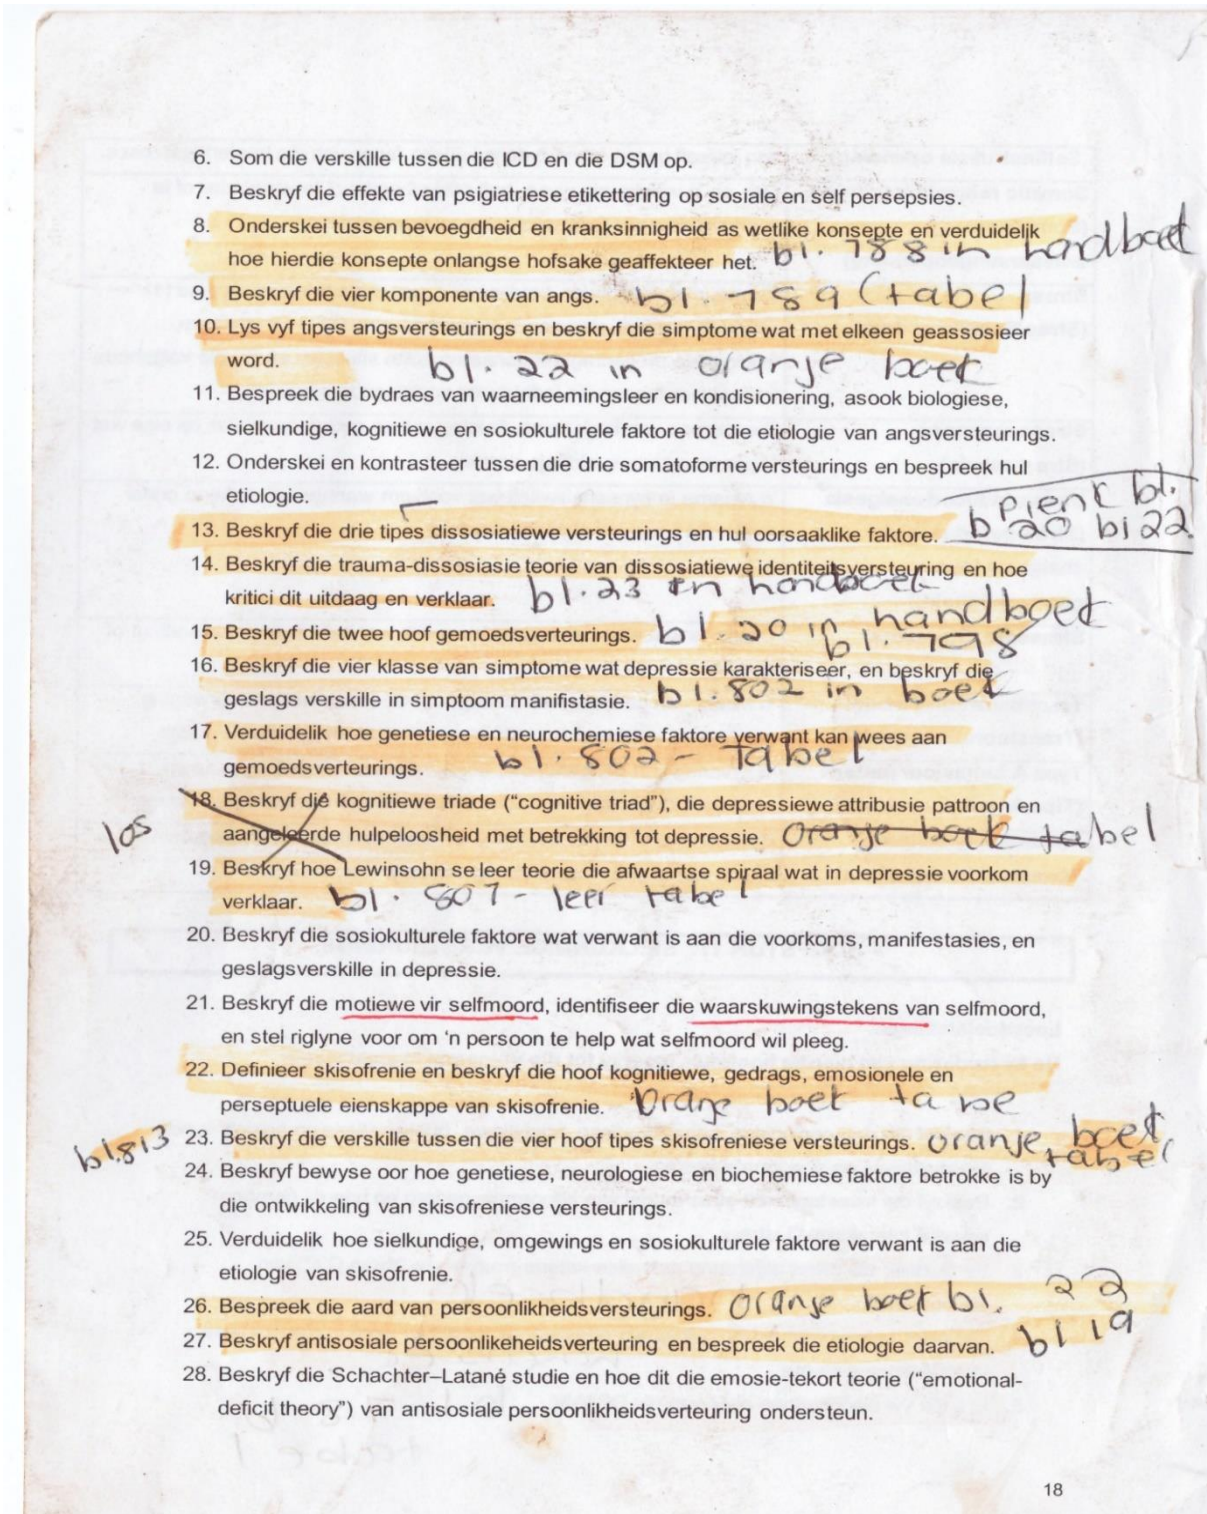 6. Som die verskille tussen die ICD en die DSM op.
7. Beskryf die effekte van psigiatriese etikettering op sosiale en self persepsies.
8. Onderskei tussen bevoegdheid en kranksinnigheid as wetlike konsepte en verduidelik
hoe hierdie konsepte onlangse hofsake geaffekteer het. bl. 788 in handboek
9. Beskryf die vier komponente van angs. bl. 789 (tabel
10. Lys vyf tipes angsversteurings en beskryf die simptome wat met elkeen geassosieer
word. bl. 22 in oranje boek
11. Bespreek die bydraes van waarneemingsleer en kondisionering, asook biologiese,
sielkundige, kognitiewe en sosiokulturele faktore tot die etiologie van angsversteurings.
12. Onderskei en kontrasteer tussen die drie somatoforme versteurings en bespreek hul
etiologie.
pienk bl.
13. Beskryf die drie tipes dissosiatiewe versteurings en hul oorsaaklike faktore. b 20 bl 22
14. Beskryf die trauma-dissosiasie teorie van dissosiatiewe identiteitsversteuring en hoe
kritici dit uitdaag en verklaar. bl. 23 en handboek
15. Beskryf die twee hoof gemoedsverteurings. bl. 20 in handboek
bl. 798
16. Beskryf die vier klasse van simptome wat depressie karakteriseer, en beskryf die
geslags verskille in simptoom manifistasie. bl. 802 in boek
17. Verduidelik hoe genetiese en neurochemiese faktore verwant kan wees aan
gemoedsverteurings. bl. 802 - tabel
18. Beskryf die kognitiewe triade ("cognitive triad"), die depressiewe attribusie pattroon en
los aangeleerde hulpeloosheid met betrekking tot depressie. oranje boek tabel
19. Beskryf hoe Lewinsohn se leer teorie die afwaartse spiraal wat in depressie voorkom
verklaar. bl. 807 - leer tabel
20. Beskryf die sosiokulturele faktore wat verwant is aan die voorkoms, manifestasies, en
geslagsverskille in depressie.
21. Beskryf die motiewe vir selfmoord, identifiseer die waarskuwingstekens van selfmoord,
en stel riglyne voor om 'n persoon te help wat selfmoord wil pleeg.
22. Definieer skisofrenie en beskryf die hoof kognitiewe, gedrags, emosionele en
perseptuele eienskappe van skisofrenie. Oranje boek
bl.813 23. Beskryf die verskille tussen die vier hoof tipes skisofreniese versteurings. oranje boek,
tabel
24. Beskryf bewyse oor hoe genetiese, neurologiese en biochemiese faktore betrokke is by
die ontwikkeling van skisofreniese versteurings.
25. Verduidelik hoe sielkundige, omgewings en sosiokulturele faktore verwant is aan die
etiologie van skisofrenie.
26. Bespreek die aard van persoonlikheidsversteurings. oranje boek bl. 22
27. Beskryf antisosiale persoonlikeheidsverteuring en bespreek die etiologie daarvan. bl 19
28. Beskryf die Schachter–Latané studie en hoe dit die emosie-tekort teorie ("emotional-
deficit theory") van antisosiale persoonlikheidsverteuring ondersteun.
18